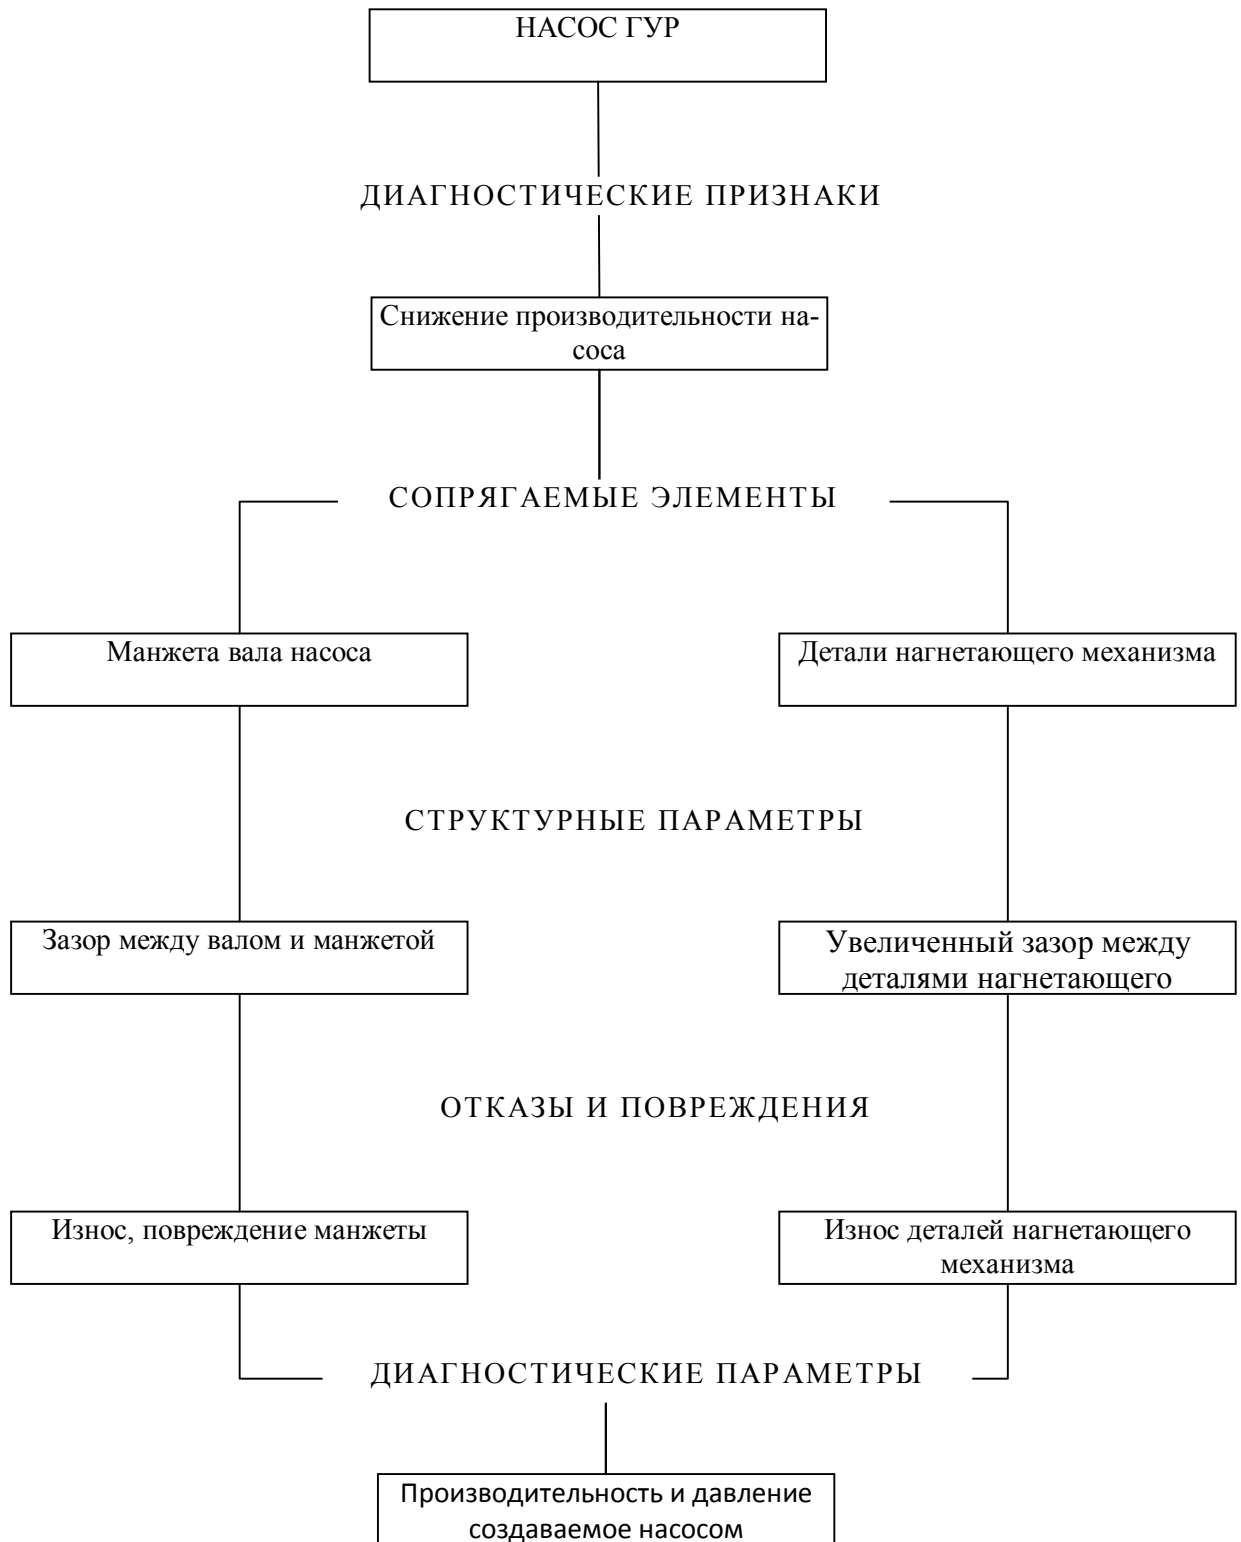 НАСОС ГУР
ДИАГНОСТИЧЕСКИЕ ПРИЗНАКИ
Снижение производительности на-
соса
СОПРЯГАЕМЫЕ ЭЛЕМЕНТЫ
Манжета вала насоса
Детали нагнетающего механизма
СТРУКТУРНЫЕ ПАРАМЕТРЫ
Зазор между валом и манжетой
Увеличенный зазор между
деталями нагнетающего
ОТКАЗЫ И ПОВРЕЖДЕНИЯ
Износ, повреждение манжеты
Износ деталей нагнетающего
механизма
ДИАГНОСТИЧЕСКИЕ ПАРАМЕТРЫ
Производительность и давление
создаваемое насосом